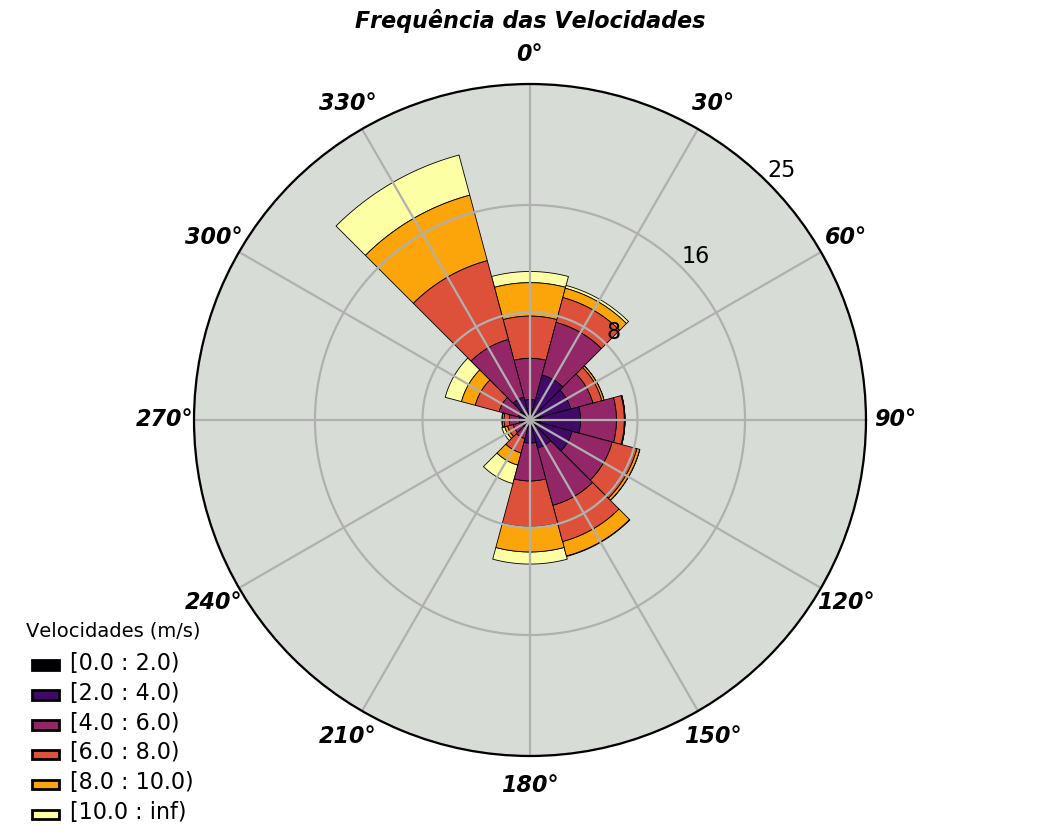 Frequência das Velocidades
0°
330°
30°
25
300°
60°
16
8
270°
90°
240°
120°
Velocidades (m/s)
[0.0 : 2.0)
[2.0 : 4.0)
[4.0 : 6.0)
[6.0 : 8.0)
[8.0 : 10.0)
[10.0 : inf)
210°
150°
180°